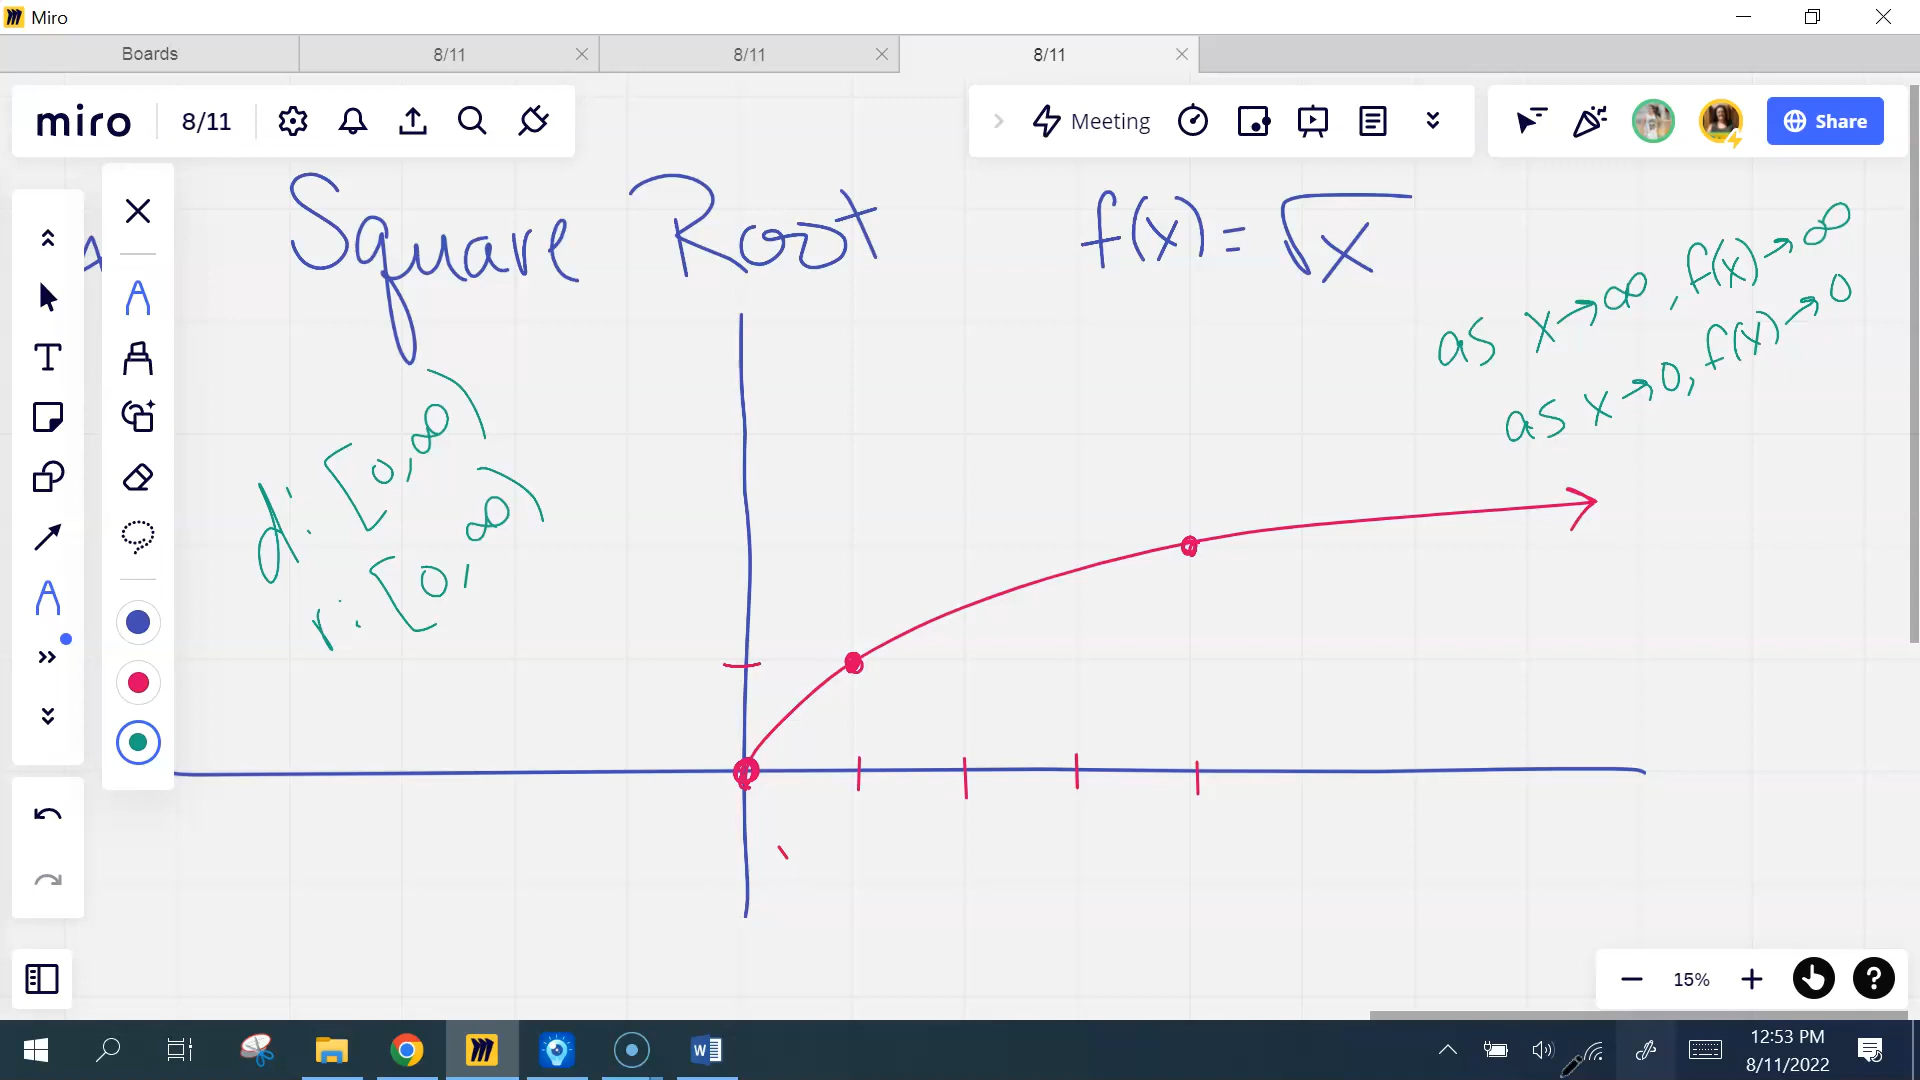 Miro
Boards 8/11 8/11 8/11
miro 8/11 Meeting Share
Square Root f(x) = √x
as x→∞, f(x)→∞
as x→0, f(x)→0
d: [0, ∞)
r: [0, ∞)
15%
12:53 PM
8/11/2022